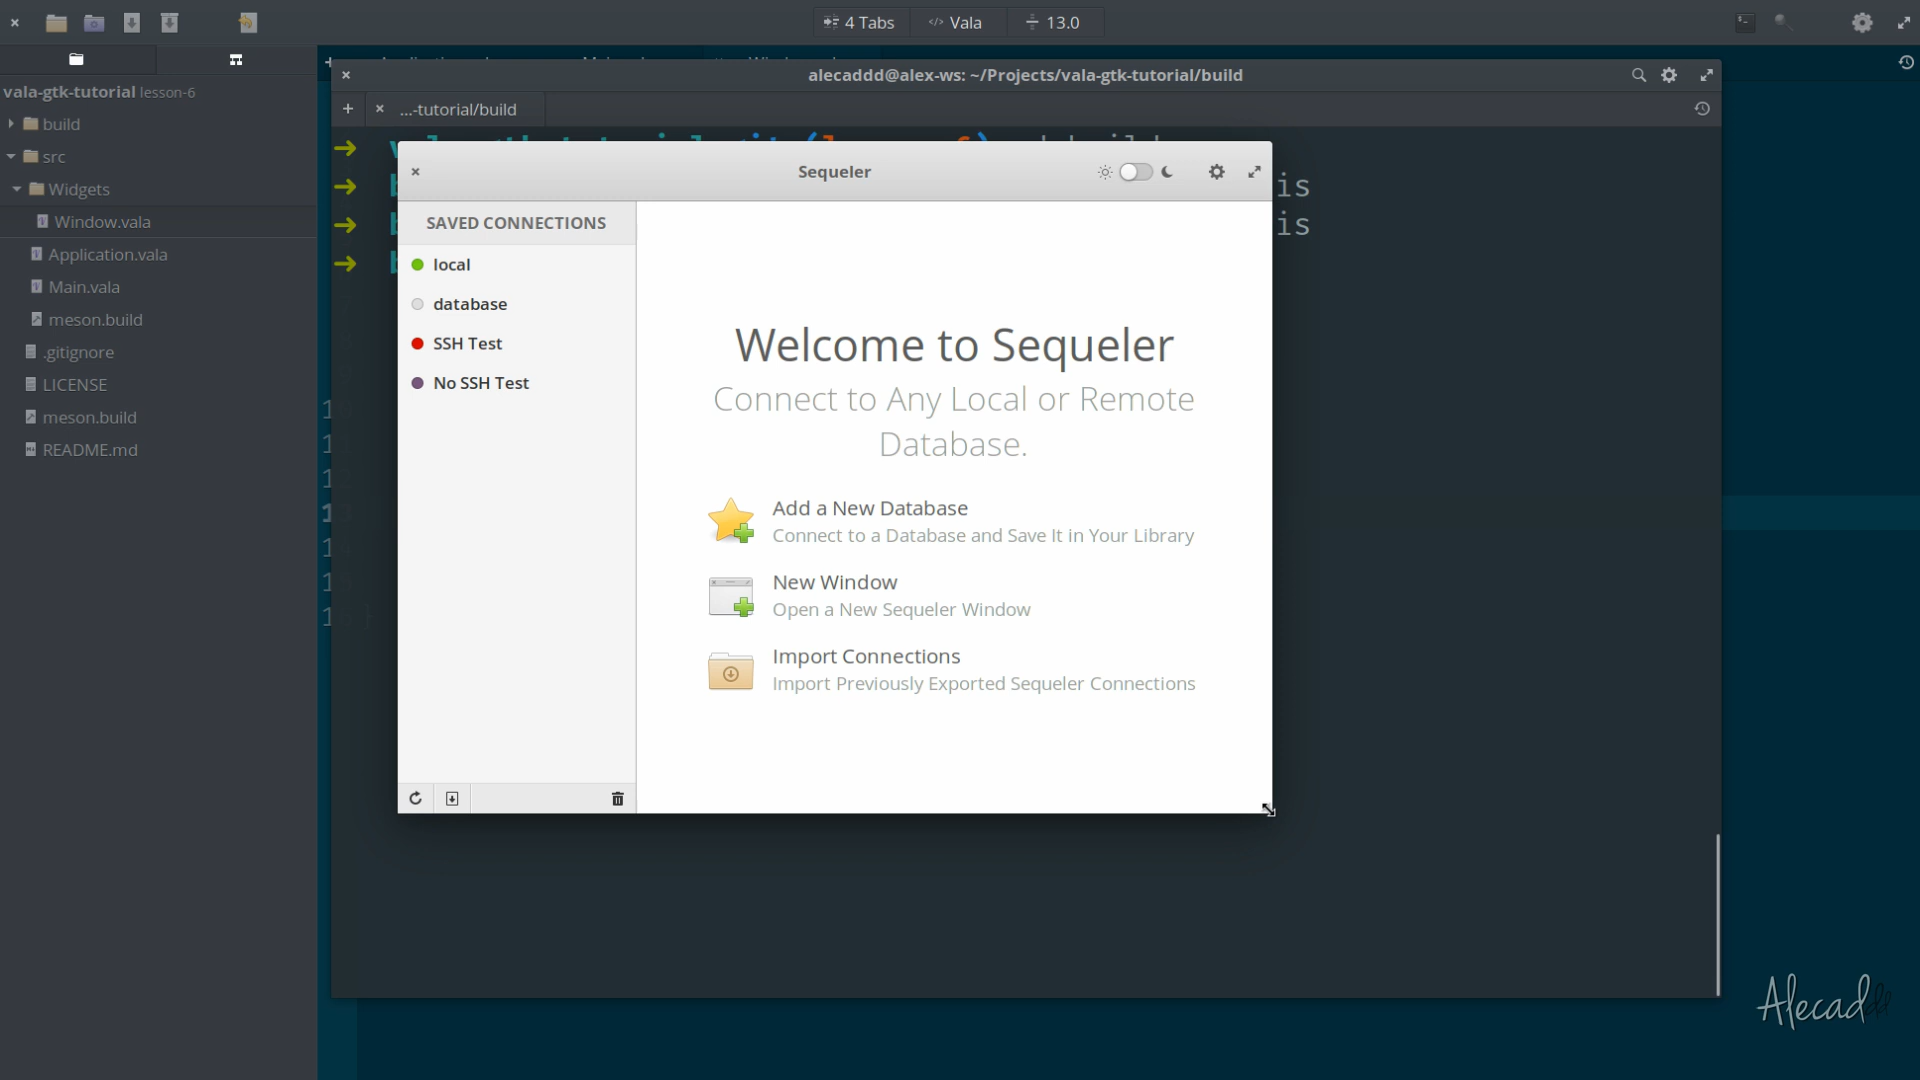 4 Tabs
Vala
13.0
vala-gtk-tutorial lesson-6
build
src
Widgets
Window.vala
Application.vala
Main.vala
meson.build
.gitignore
LICENSE
meson.build
README.md
alecaddd@alex-ws: ~/Projects/vala-gtk-tutorial/build
...-tutorial/build
is
is
Sequeler
SAVED CONNECTIONS
local
database
SSH Test
No SSH Test
Welcome to Sequeler
Connect to Any Local or Remote
Database.
Add a New Database
Connect to a Database and Save It in Your Library
New Window
Open a New Sequeler Window
Import Connections
Import Previously Exported Sequeler Connections
Alecaddd